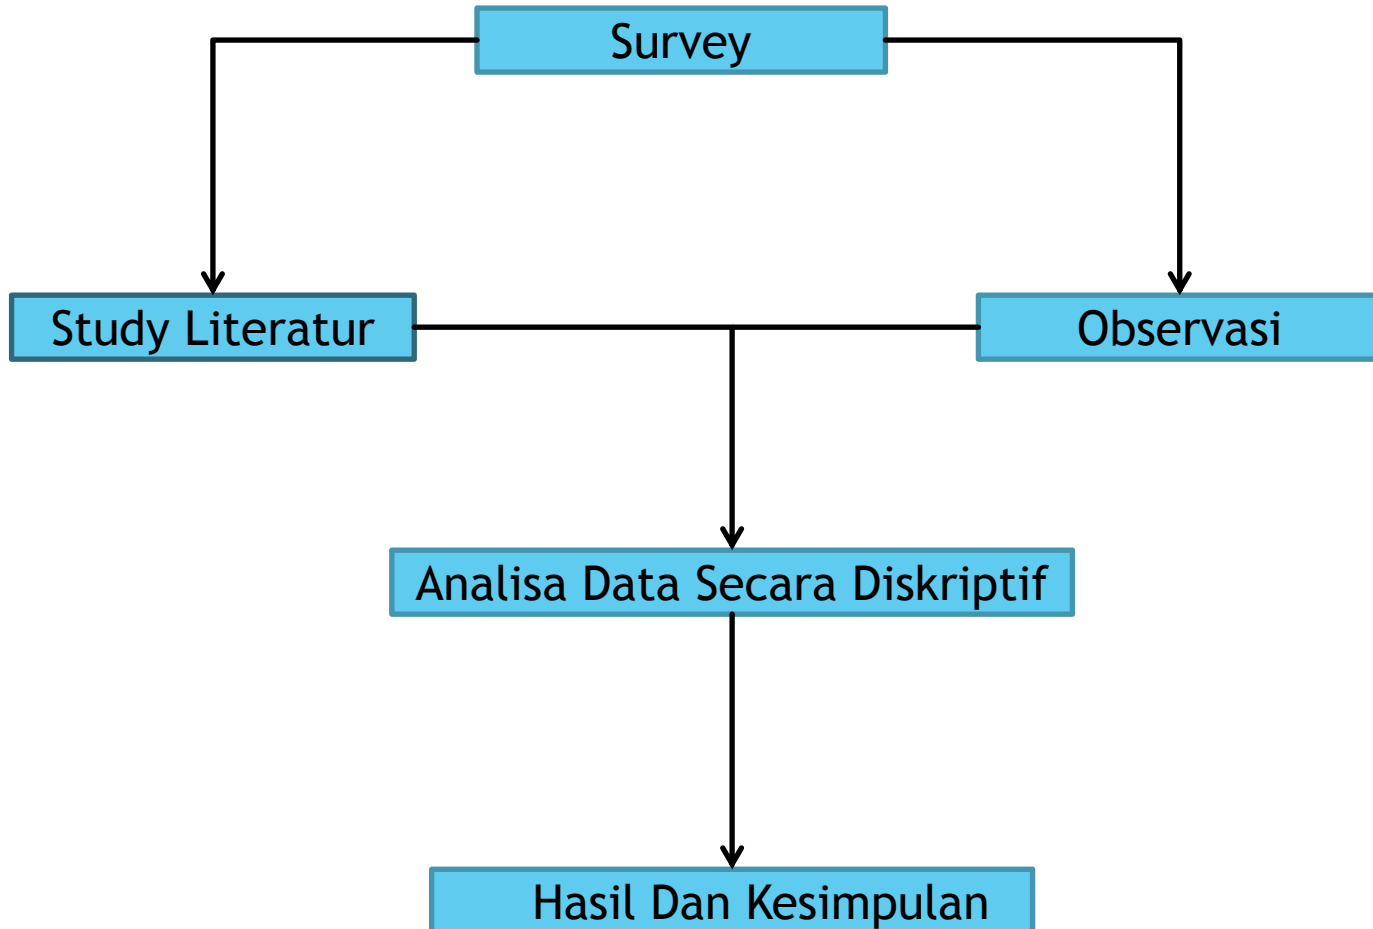 Survey
Study Literatur
Observasi
Analisa Data Secara Diskriptif
Hasil Dan Kesimpulan